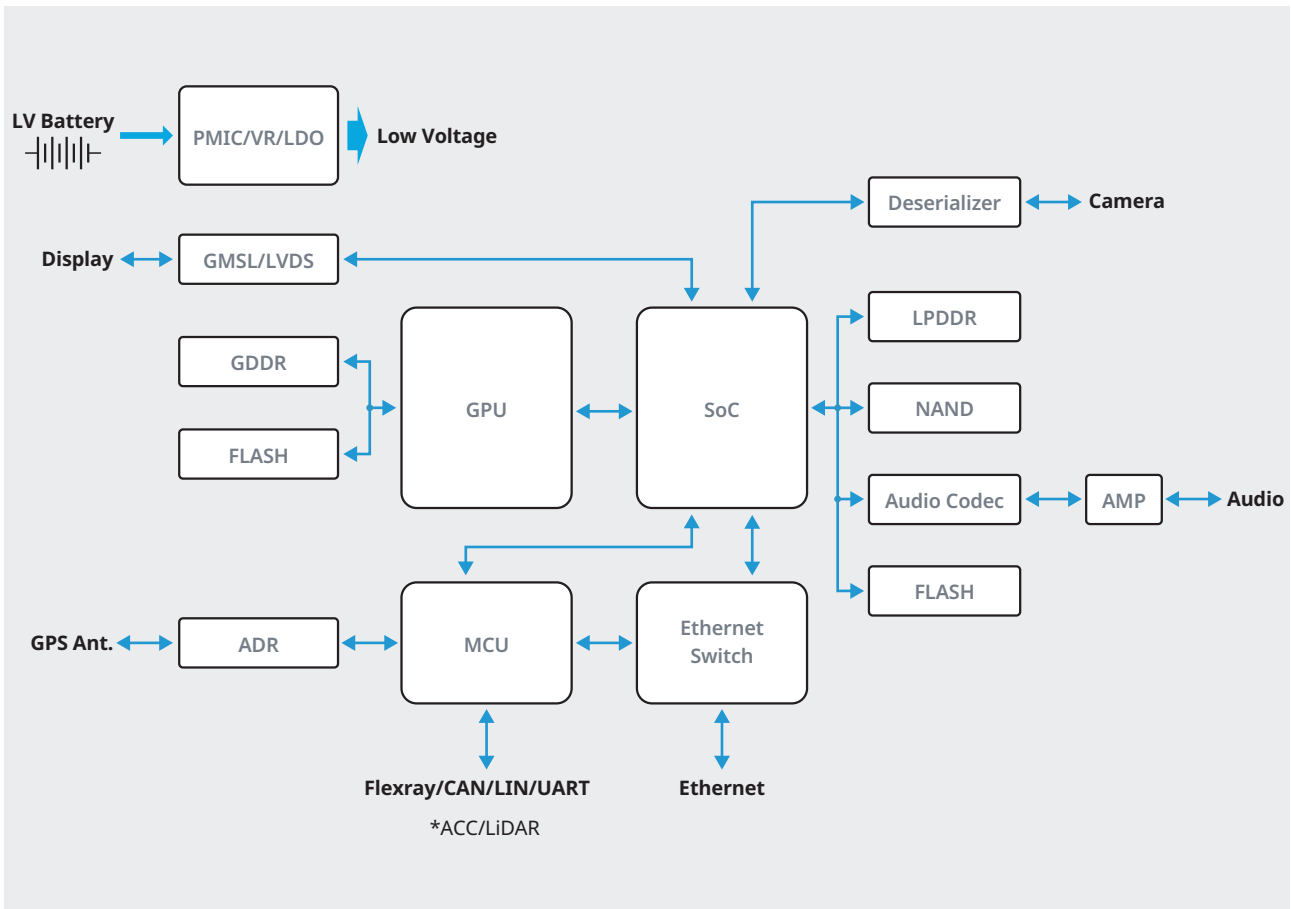 LV Battery
PMIC/VR/LDO
Low Voltage
Deserializer
Camera
Display
GMSL/LVDS
LPDDR
GDDR
GPU
SoC
NAND
FLASH
Audio Codec
AMP
Audio
FLASH
GPS Ant.
ADR
MCU
Ethernet
Switch
Flexray/CAN/LIN/UART
*ACC/LiDAR
Ethernet